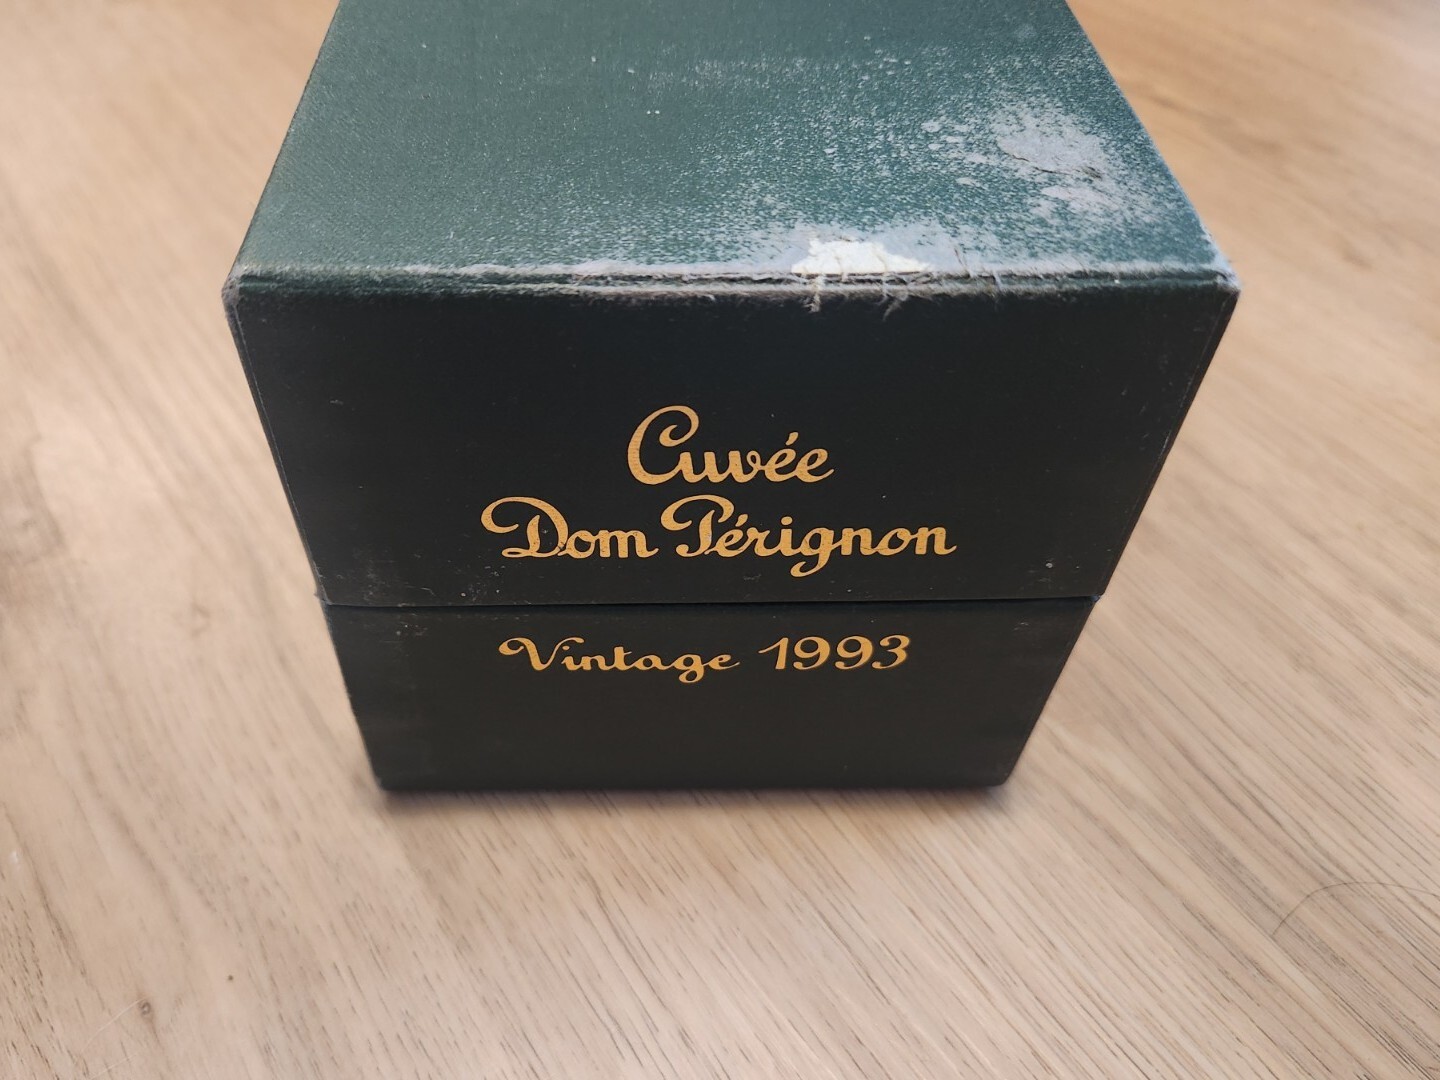 Cuvée
Dom Pérignon
Vintage 1993